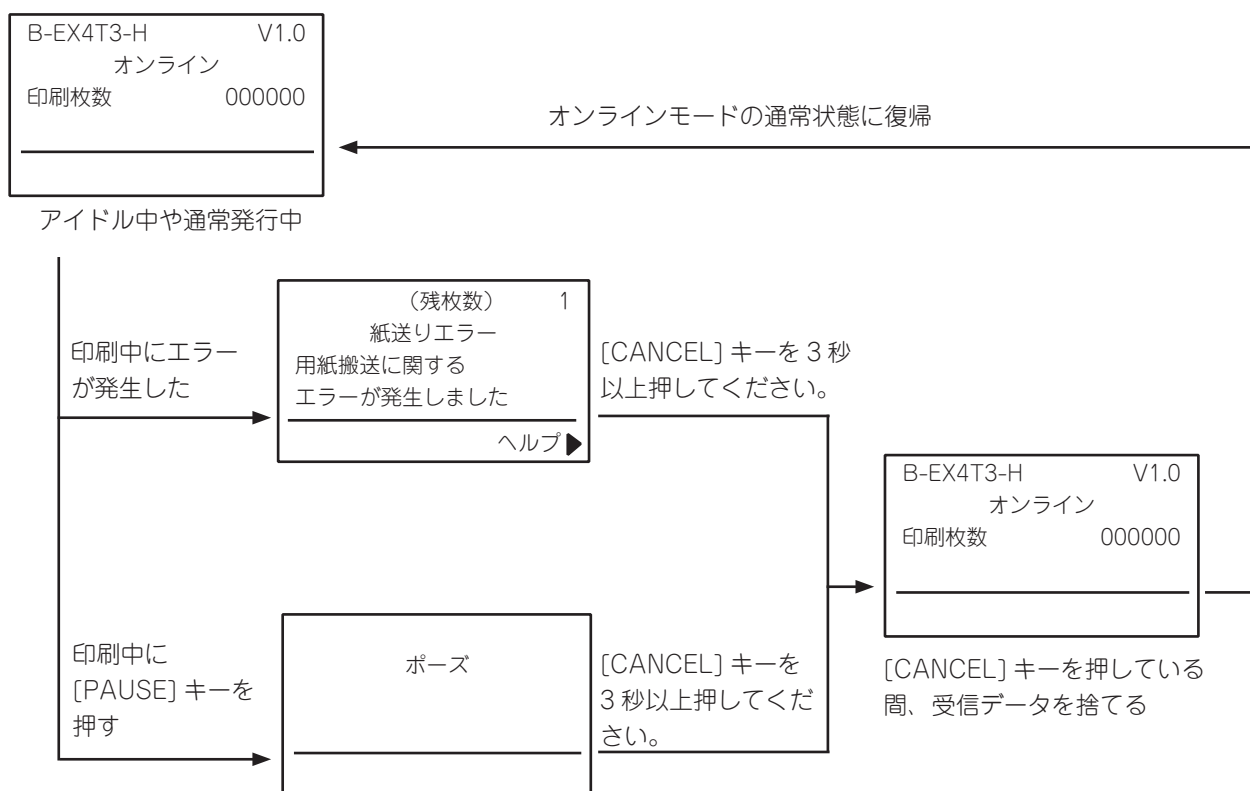 B-EX4T3-H V1.0
オンライン
印刷枚数 000000
オンラインモードの通常状態に復帰
アイドル中や通常発行中
印刷中にエラー
が発生した
（残枚数） 1
紙送りエラー
用紙搬送に関する
エラーが発生しました
ヘルプ
[CANCEL] キーを 3 秒
以上押してください。
B-EX4T3-H V1.0
オンライン
印刷枚数 000000
[CANCEL] キーを押している
間、受信データを捨てる
印刷中に
[PAUSE] キーを
押す
ポーズ
[CANCEL] キーを
3 秒以上押してくだ
さい。